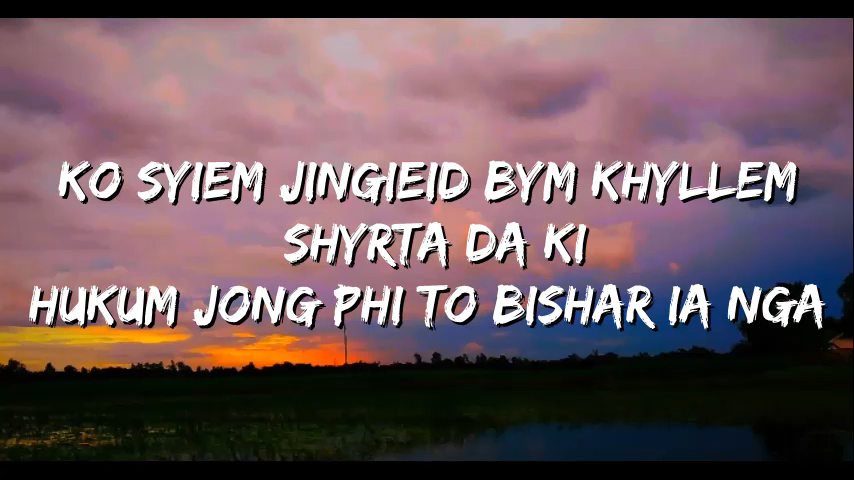 KO SYIEM JINGIEID BYM KHYLLEM
SHYRTA DA KI
HUKUM JONG PHI TO BISHAR IA NGA